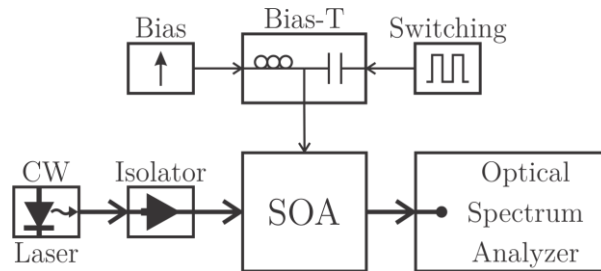 Bias
Bias-T
Switching
CW
Laser
Isolator
SOA
Optical
Spectrum
Analyzer